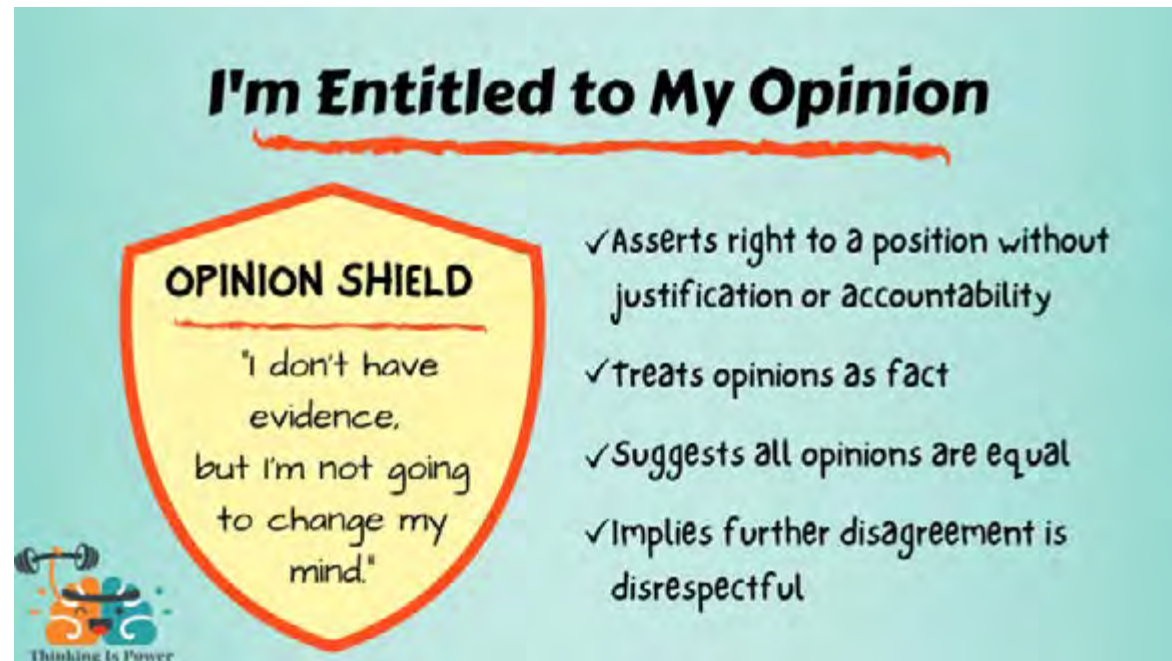 I'm Entitled to My Opinion
OPINION SHIELD
"I don't have
evidence,
but I'm not going
to change my
mind."
✓Asserts right to a position without
justification or accountability
✓Treats opinions as fact
✓Suggests all opinions are equal
✓Implies further disagreement is
disrespectful
Thinking Is Power